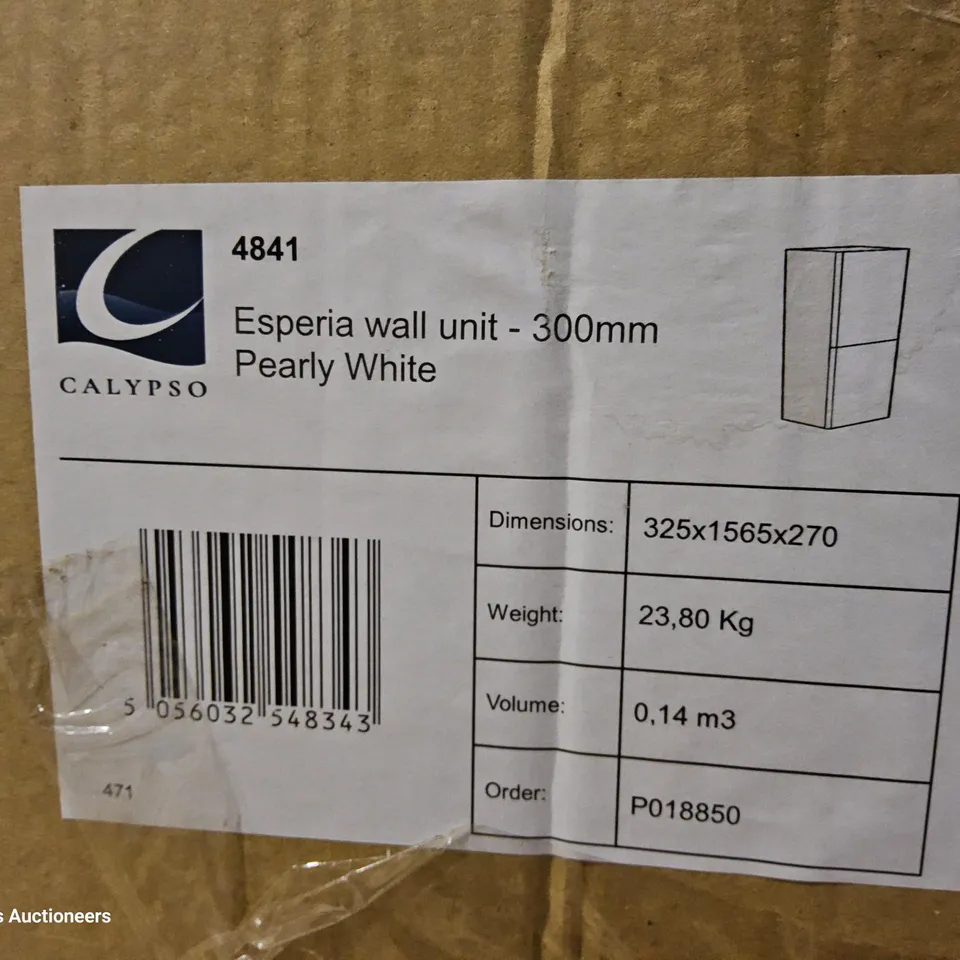 4841
Esperia wall unit - 300mm
Pearly White
CALYPSO
Dimensions: 325x1565x270
Weight: 23,80 Kg
Volume: 0,14 m3
Order: P018850
5 056032 548343
471
s Auctioneers